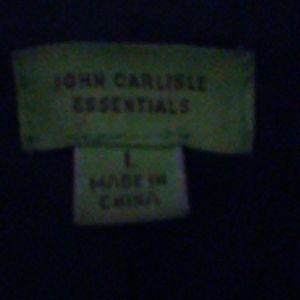 JOHN CARLISLE
ESSENTIALS
L
MADE IN
CHINA